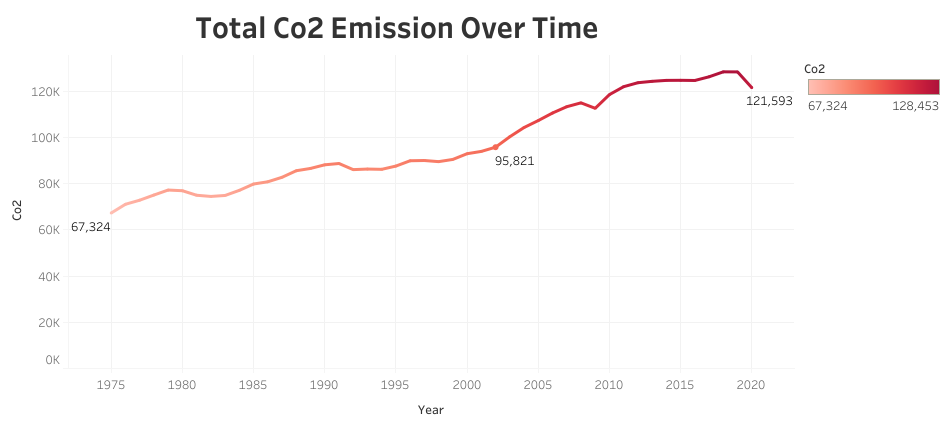 Total Co2 Emission Over Time
Co2
67,324 128,453
120K
100K
80K
60K
40K
20K
0K
Co2
67,324
95,821
121,593
1975 1980 1985 1990 1995 2000 2005 2010 2015 2020
Year